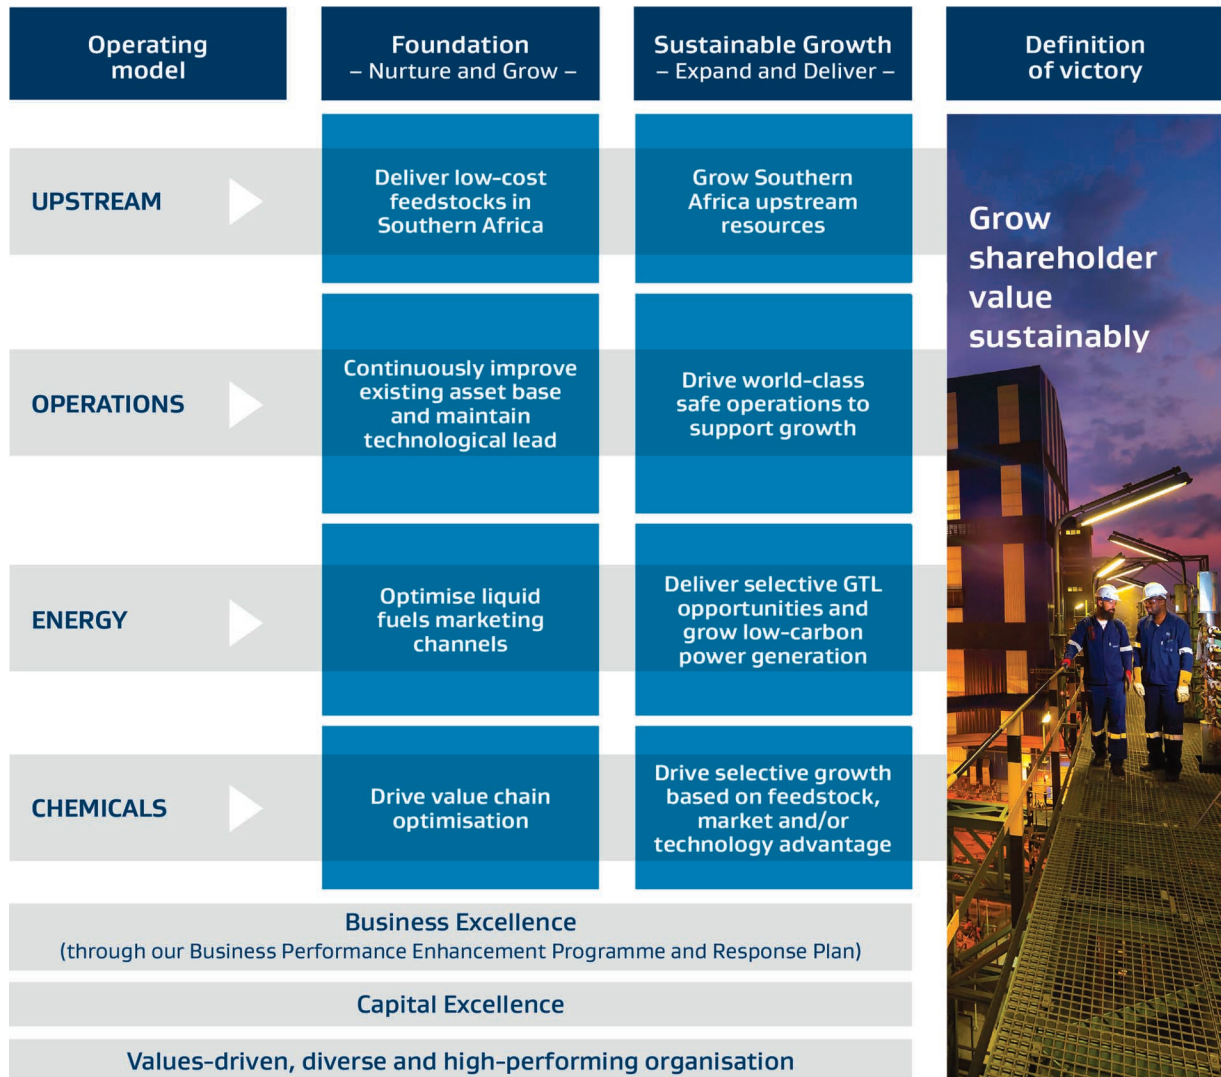 Operating
model
Foundation
– Nurture and Grow –
Sustainable Growth
– Expand and Deliver –
Definition
of victory
UPSTREAM
Deliver low-cost
feedstocks in
Southern Africa
Grow Southern
Africa upstream
resources
Grow
shareholder
value
sustainably
OPERATIONS
Continuously improve
existing asset base
and maintain
technological lead
Drive world-class
safe operations to
support growth
ENERGY
Optimise liquid
fuels marketing
channels
Deliver selective GTL
opportunities and
grow low-carbon
power generation
CHEMICALS
Drive value chain
optimisation
Drive selective growth
based on feedstock,
market and/or
technology advantage
Business Excellence
(through our Business Performance Enhancement Programme and Response Plan)
Capital Excellence
Values-driven, diverse and high-performing organisation